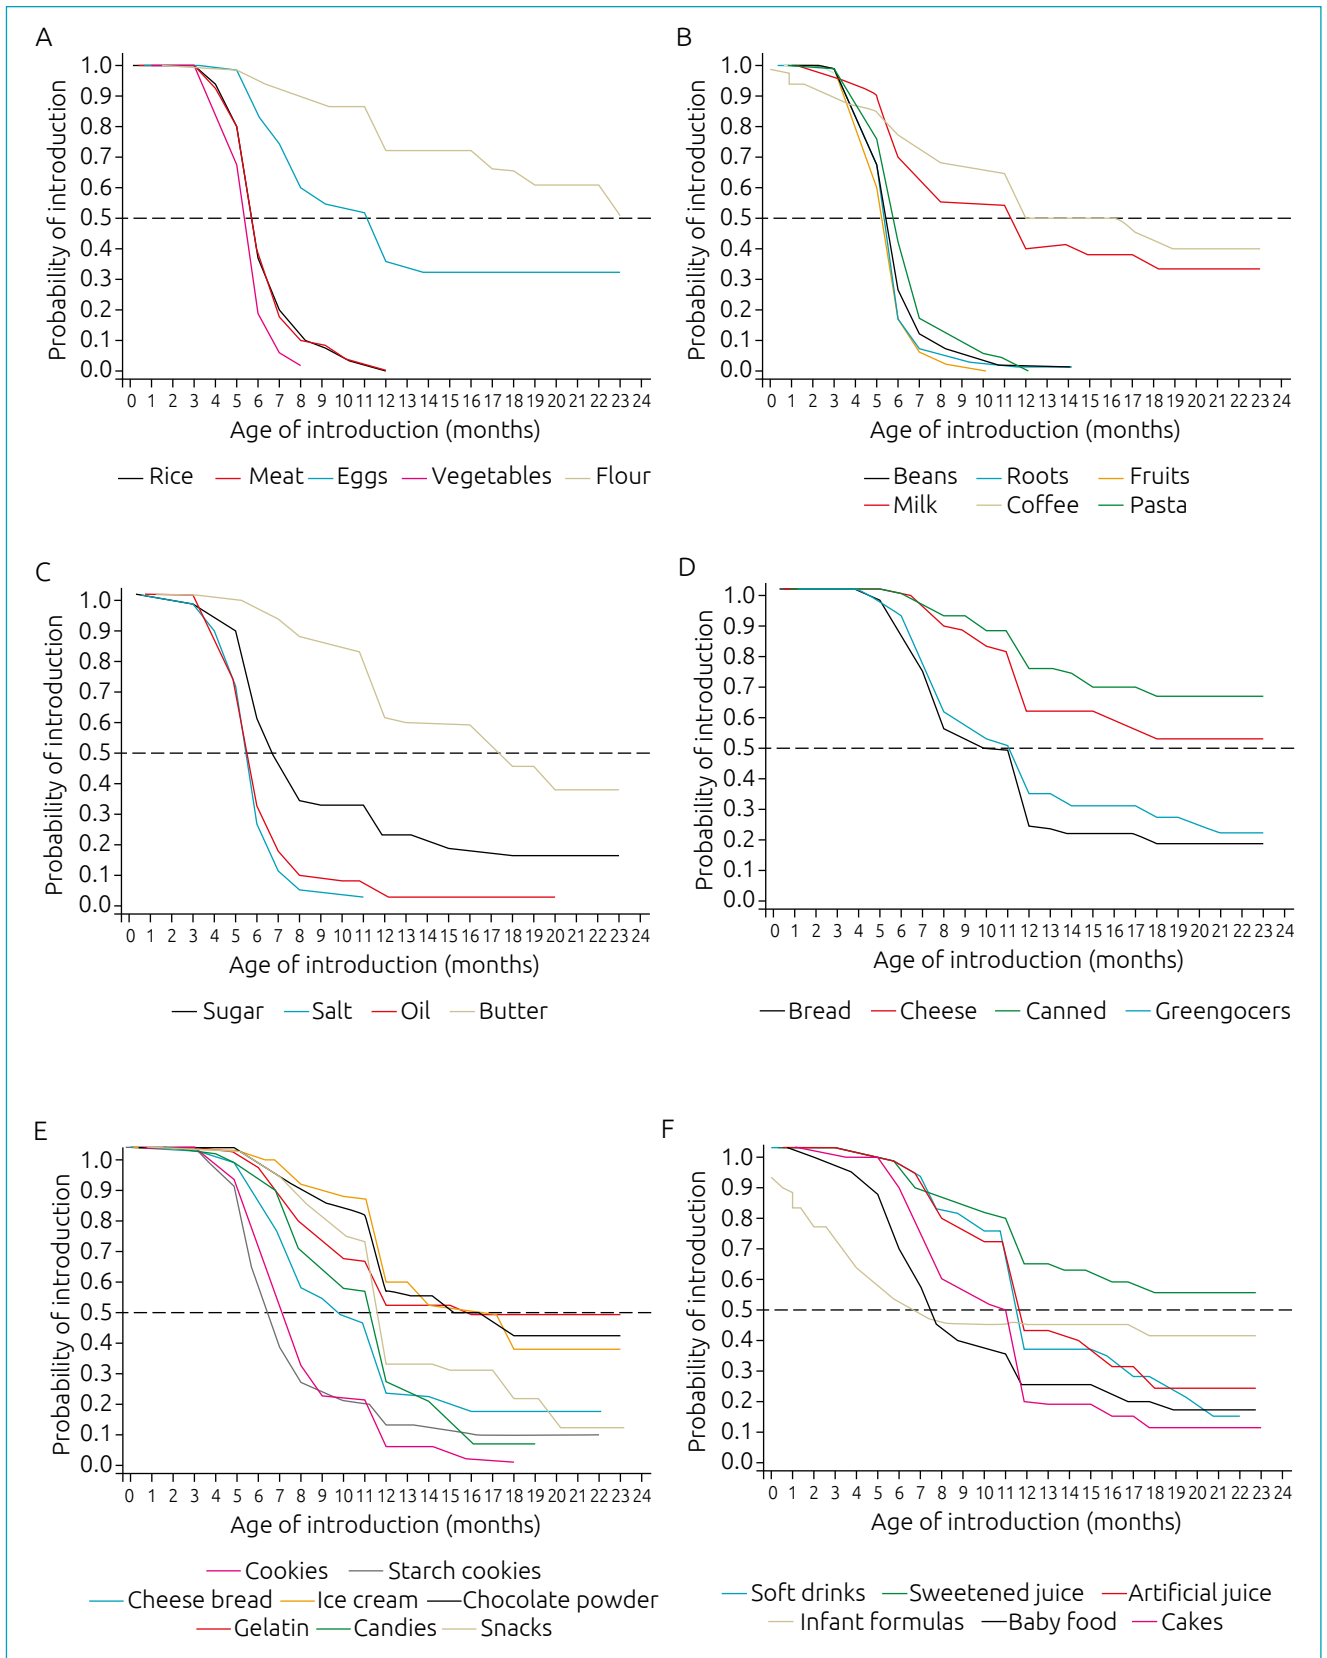 A
Probability of introduction
1.0
0.9
0.8
0.7
0.6
0.5
0.4
0.3
0.2
0.1
0.0
0 1 2 3 4 5 6 7 8 9 10 11 12 13 14 15 16 17 18 19 20 21 22 23 24
Age of introduction (months)
Rice Meat Eggs Vegetables Flour
B
Probability of introduction
1.0
0.9
0.8
0.7
0.6
0.5
0.4
0.3
0.2
0.1
0.0
0 1 2 3 4 5 6 7 8 9 10 11 12 13 14 15 16 17 18 19 20 21 22 23 24
Age of introduction (months)
Beans Roots Fruits
Milk Coffee Pasta
C
Probability of introduction
1.0
0.9
0.8
0.7
0.6
0.5
0.4
0.3
0.2
0.1
0.0
0 1 2 3 4 5 6 7 8 9 10 11 12 13 14 15 16 17 18 19 20 21 22 23 24
Age of introduction (months)
Sugar Salt Oil Butter
D
Probability of introduction
1.0
0.9
0.8
0.7
0.6
0.5
0.4
0.3
0.2
0.1
0.0
0 1 2 3 4 5 6 7 8 9 10 11 12 13 14 15 16 17 18 19 20 21 22 23 24
Age of introduction (months)
Bread Cheese Canned Greengocers
E
Probability of introduction
1.0
0.9
0.8
0.7
0.6
0.5
0.4
0.3
0.2
0.1
0.0
0 1 2 3 4 5 6 7 8 9 10 11 12 13 14 15 16 17 18 19 20 21 22 23 24
Age of introduction (months)
Cookies Starch cookies
Cheese bread Ice cream Chocolate powder
Gelatin Candies Snacks
F
Probability of introduction
1.0
0.9
0.8
0.7
0.6
0.5
0.4
0.3
0.2
0.1
0.0
0 1 2 3 4 5 6 7 8 9 10 11 12 13 14 15 16 17 18 19 20 21 22 23 24
Age of introduction (months)
Soft drinks Sweetened juice Artificial juice
Infant formulas Baby food Cakes